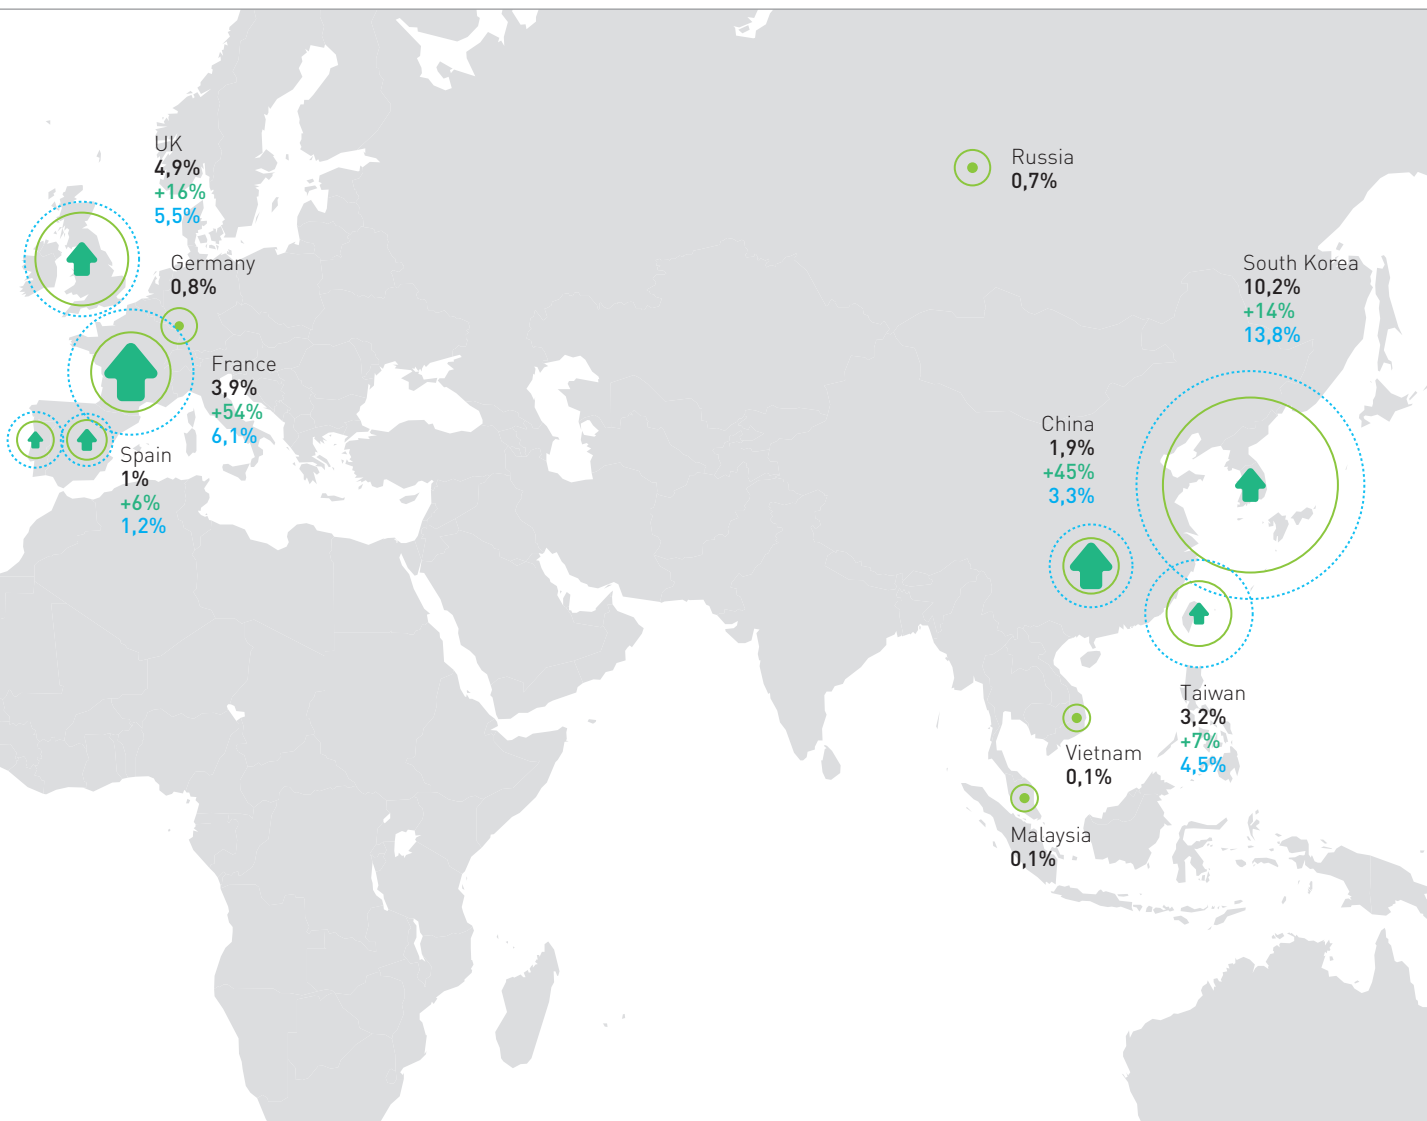 UK
4,9%
+16%
5,5%
Germany
0,8%
France
3,9%
+54%
6,1%
Spain
1%
+6%
1,2%
Russia
0,7%
South Korea
10,2%
+14%
13,8%
China
1,9%
+45%
3,3%
Taiwan
3,2%
+7%
4,5%
Vietnam
0,1%
Malaysia
0,1%